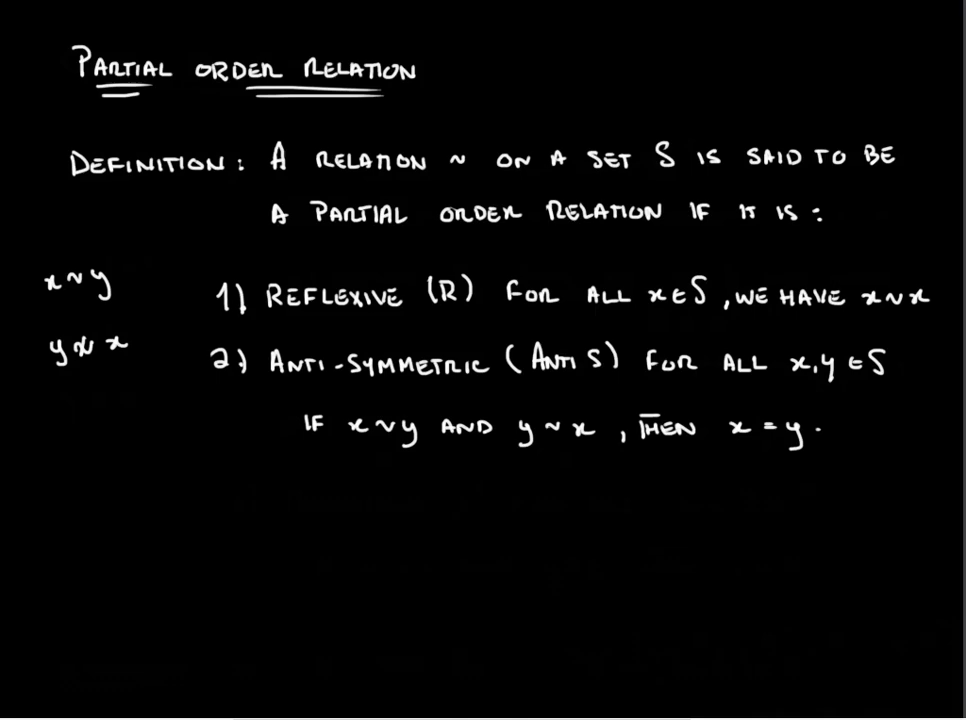 PARTIAL ORDER RELATION
DEFINITION: A RELATION ~ ON A SET S IS SAID TO BE
A PARTIAL ORDER RELATION IF IT IS:
x~y
1) REFLEXIVE (R) FOR ALL x∈S, WE HAVE x~x
y≁x
2) ANTI-SYMMETRIC (ANTI S) FOR ALL x,y ∈S
IF x~y AND y~x, THEN x=y.